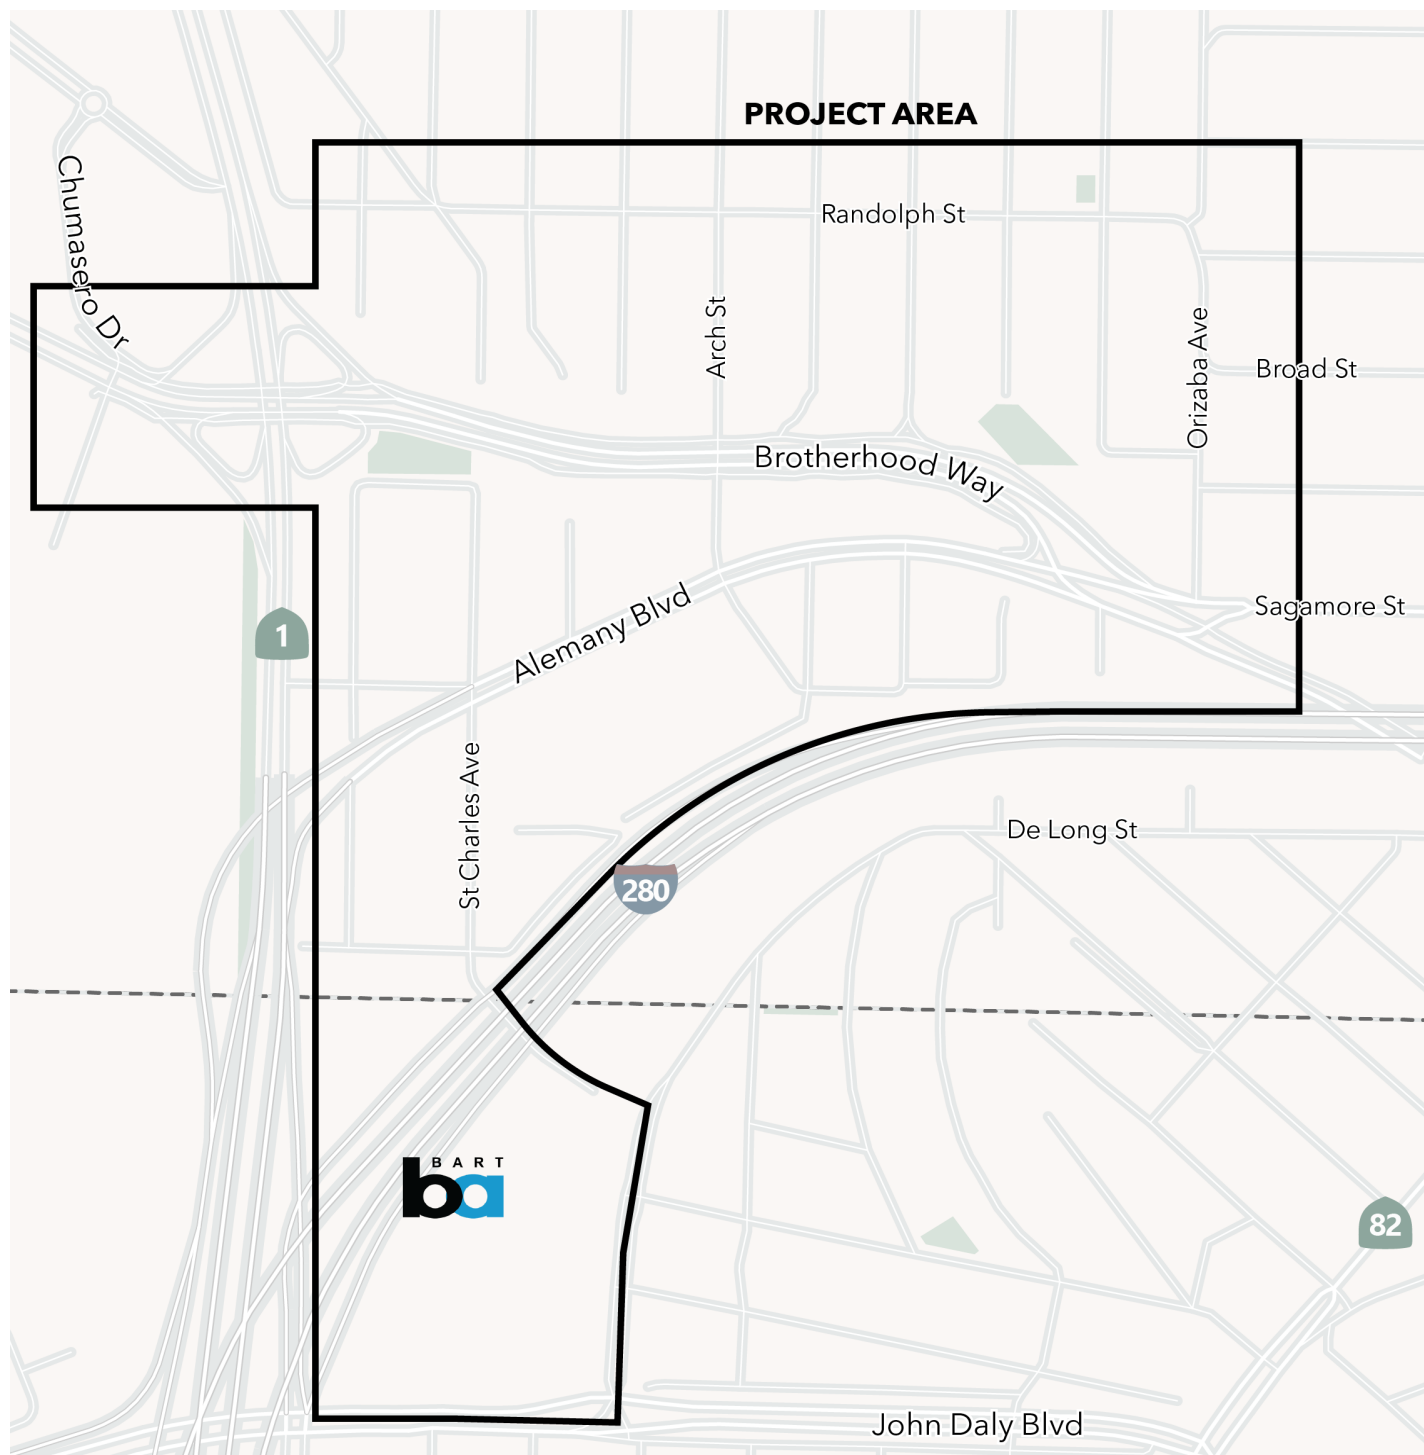 PROJECT AREA
Chumasero Dr
Randolph St
Arch St
Orizaba Ave
Broad St
Brotherhood Way
Alemany Blvd
Sagamore St
1
St Charles Ave
De Long St
280
BART
ba
82
John Daly Blvd